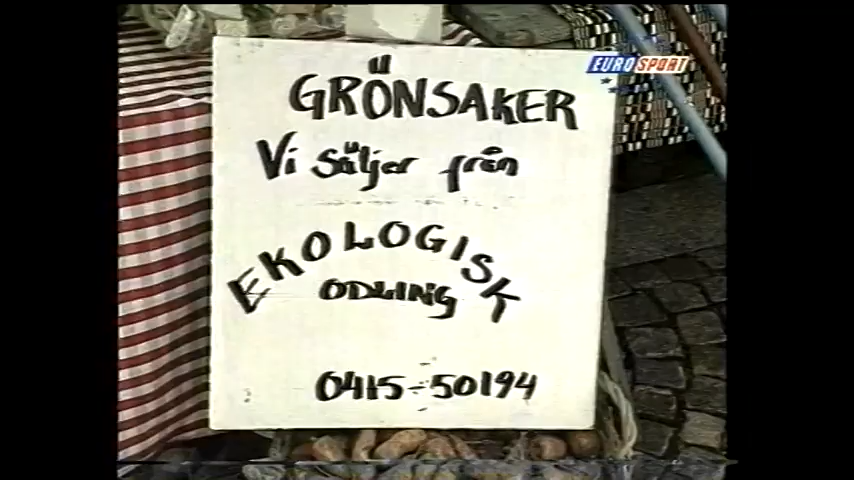 EUROSPORT
GRÖNSAKER
Vi säljer från
EKOLOGISK
ODLING
0415-50194